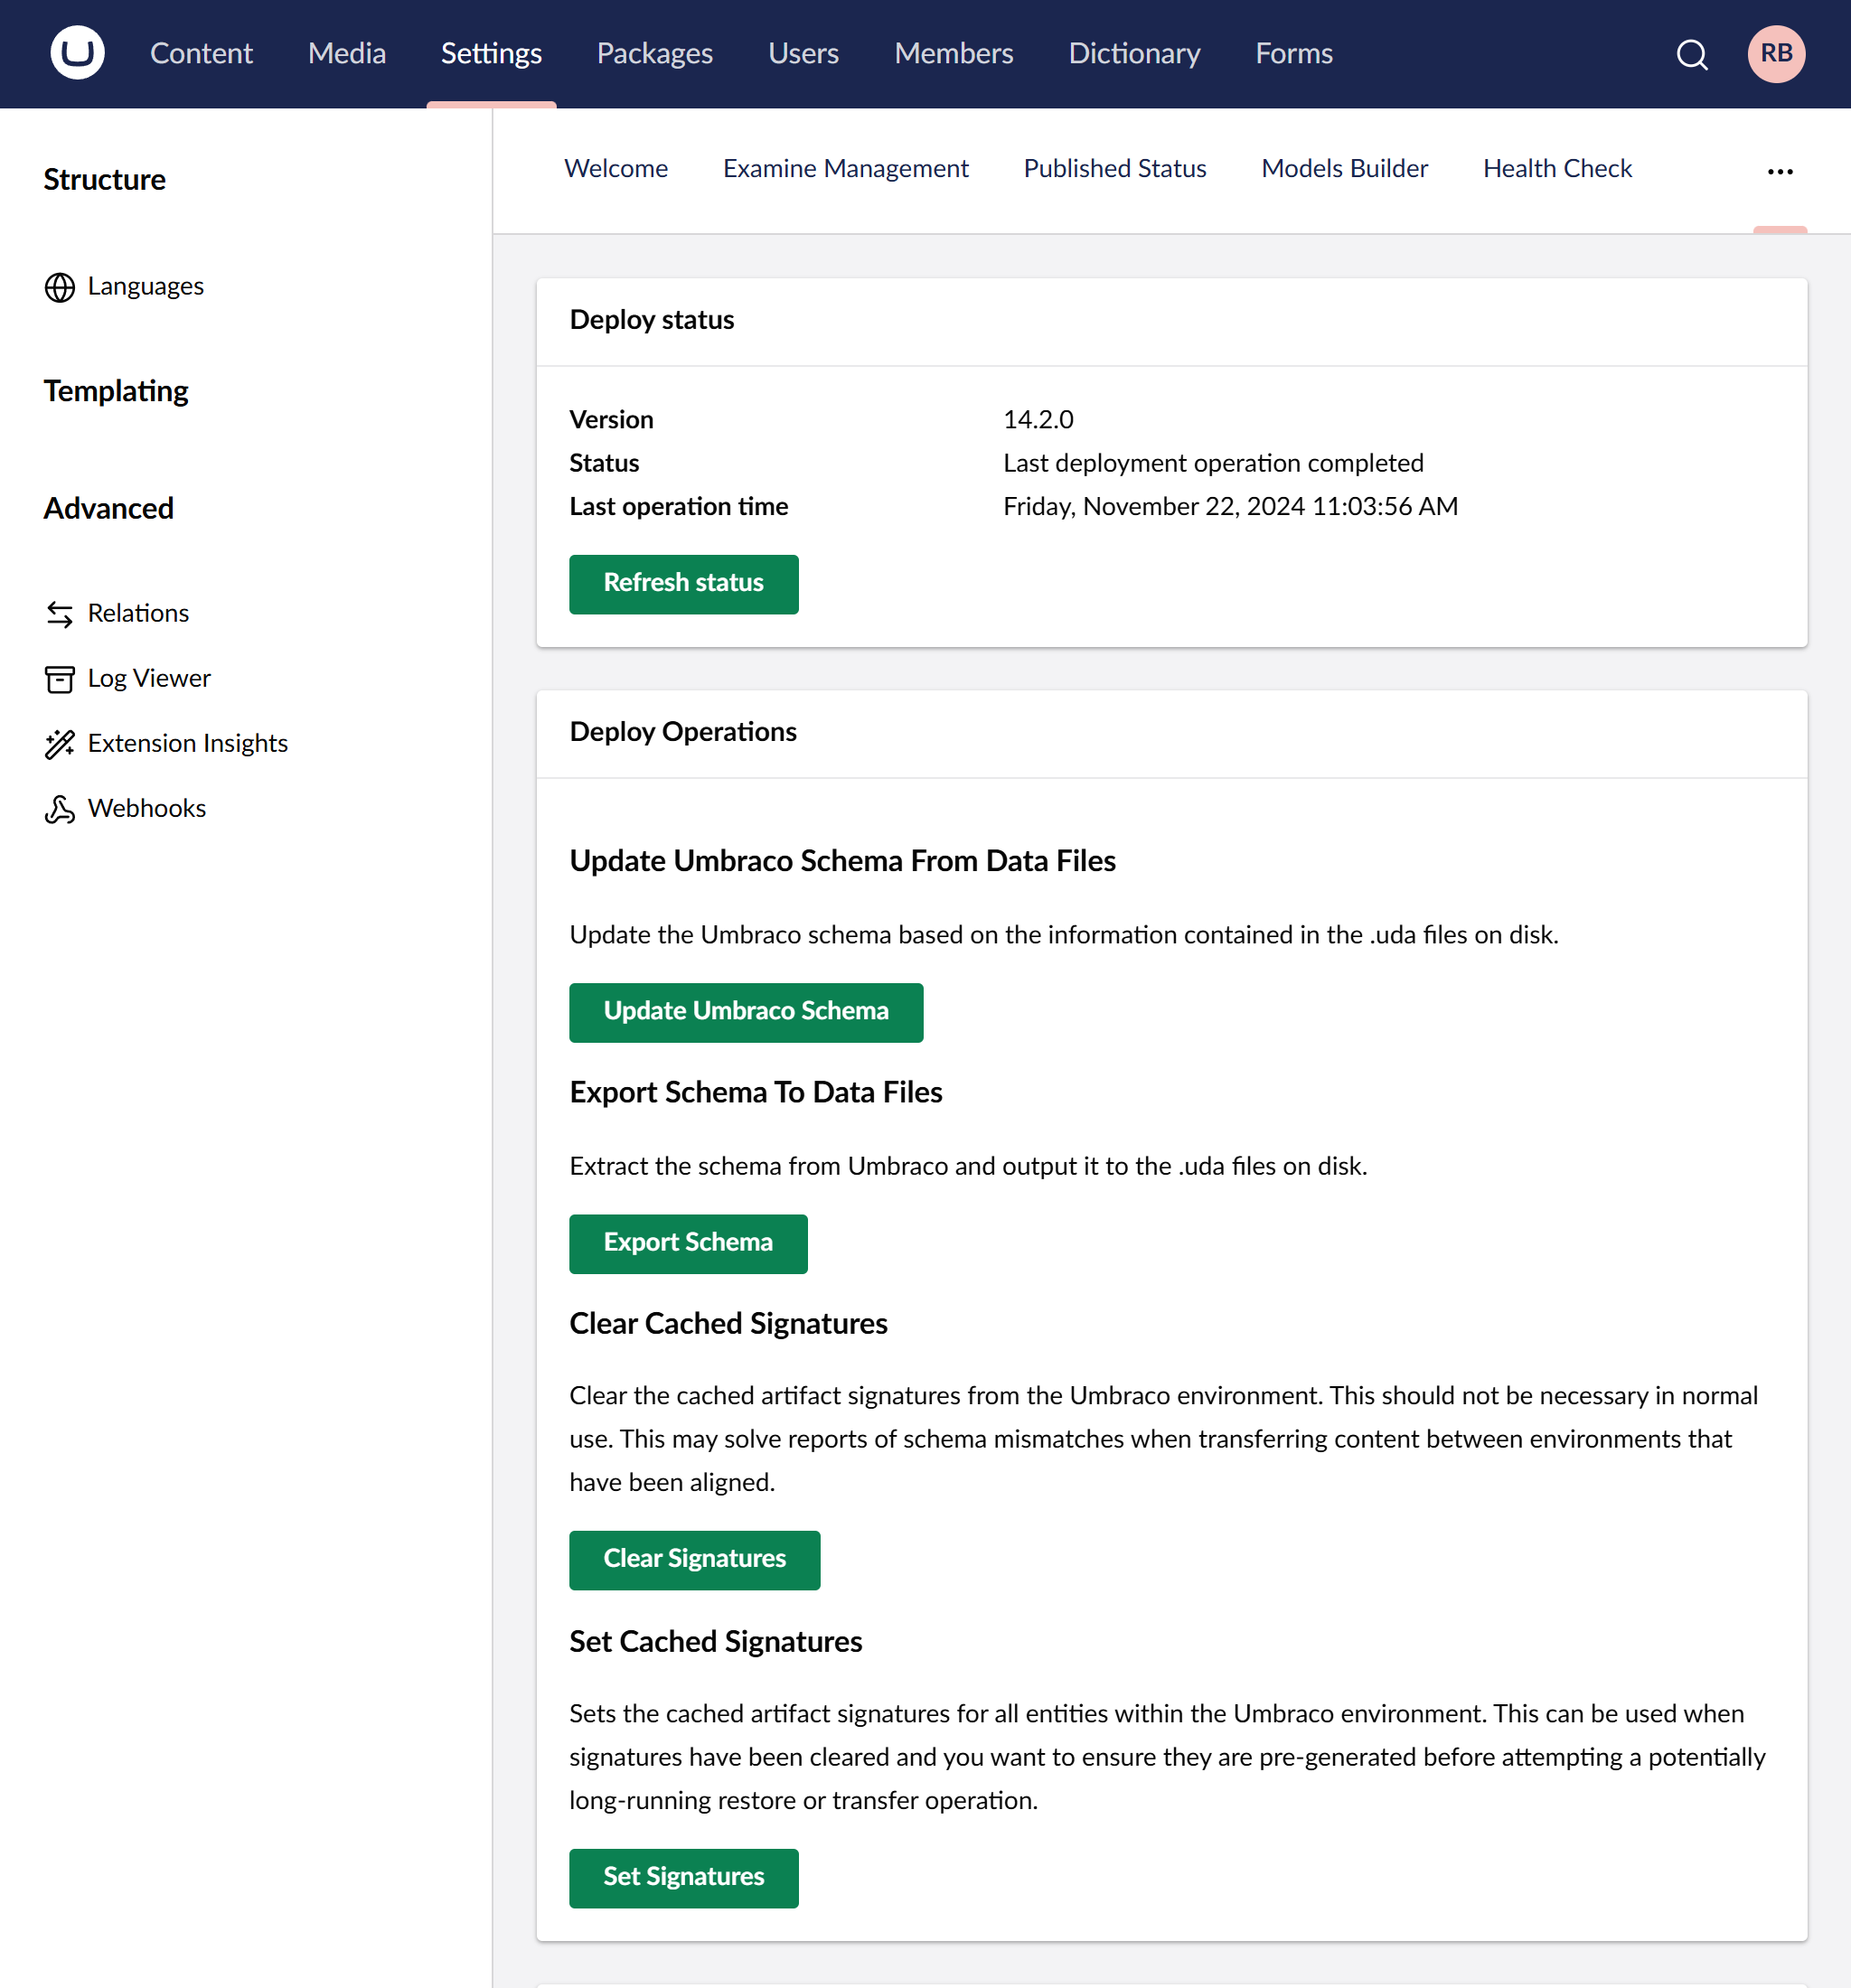 Content Media Settings Packages Users Members Dictionary Forms RB
Structure
Languages
Templating
Advanced
Relations
Log Viewer
Extension Insights
Webhooks
Welcome Examine Management Published Status Models Builder Health Check ...
Deploy status
Version 14.2.0
Status Last deployment operation completed
Last operation time Friday, November 22, 2024 11:03:56 AM
Refresh status
Deploy Operations
Update Umbraco Schema From Data Files
Update the Umbraco schema based on the information contained in the .uda files on disk.
Update Umbraco Schema
Export Schema To Data Files
Extract the schema from Umbraco and output it to the .uda files on disk.
Export Schema
Clear Cached Signatures
Clear the cached artifact signatures from the Umbraco environment. This should not be necessary in normal
use. This may solve reports of schema mismatches when transferring content between environments that
have been aligned.
Clear Signatures
Set Cached Signatures
Sets the cached artifact signatures for all entities within the Umbraco environment. This can be used when
signatures have been cleared and you want to ensure they are pre-generated before attempting a potentially
long-running restore or transfer operation.
Set Signatures